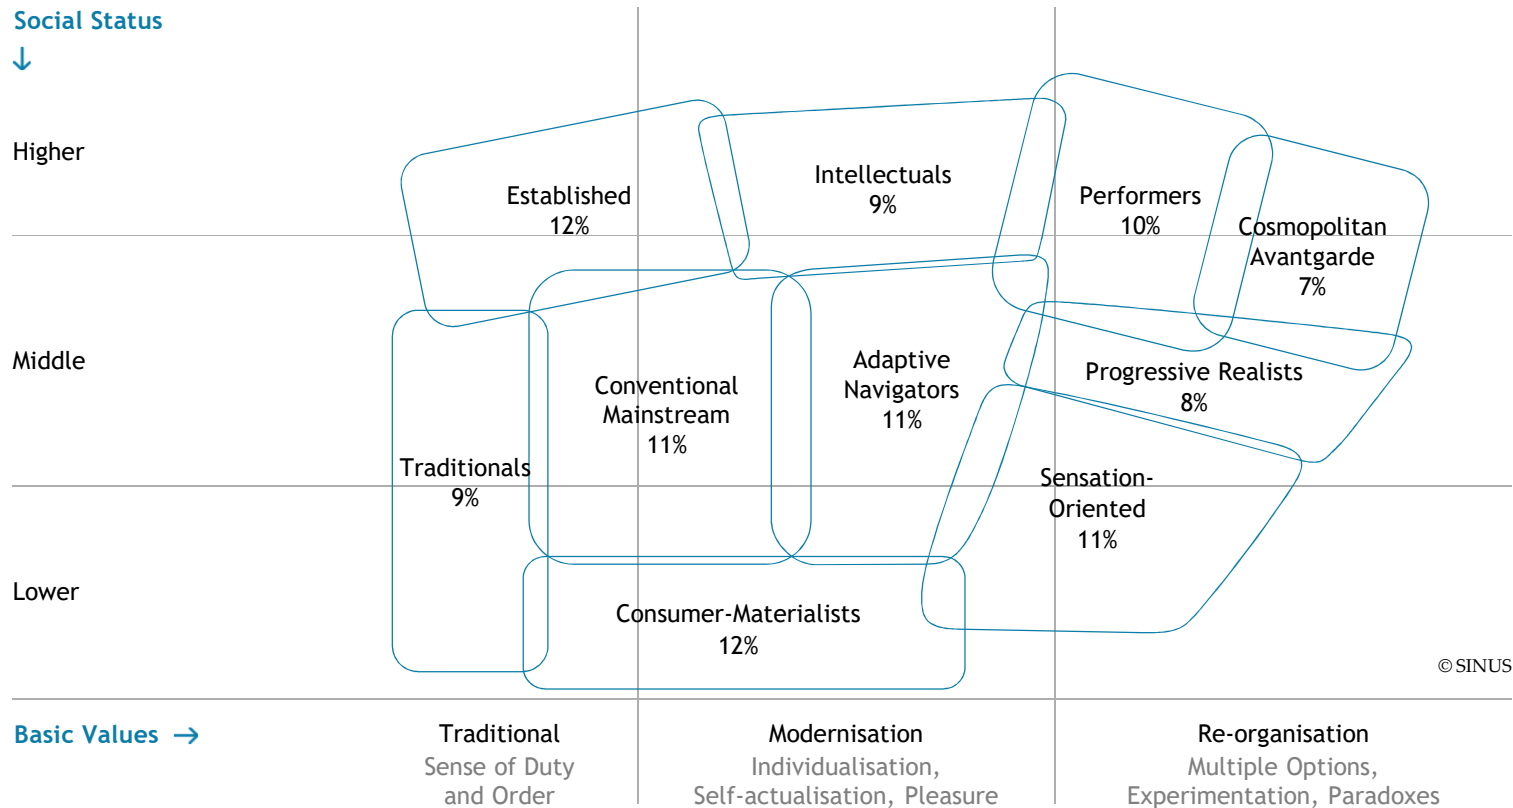 Social Status
↓
Higher
Established
12%
Intellectuals
9%
Performers
10%
Cosmopolitan
Avantgarde
7%
Middle
Conventional
Mainstream
11%
Adaptive
Navigators
11%
Progressive Realists
8%
Traditionals
9%
Sensation-
Oriented
11%
Lower
Consumer-Materialists
12%
© SINUS
Basic Values →
Traditional
Sense of Duty
and Order
Modernisation
Individualisation,
Self-actualisation, Pleasure
Re-organisation
Multiple Options,
Experimentation, Paradoxes